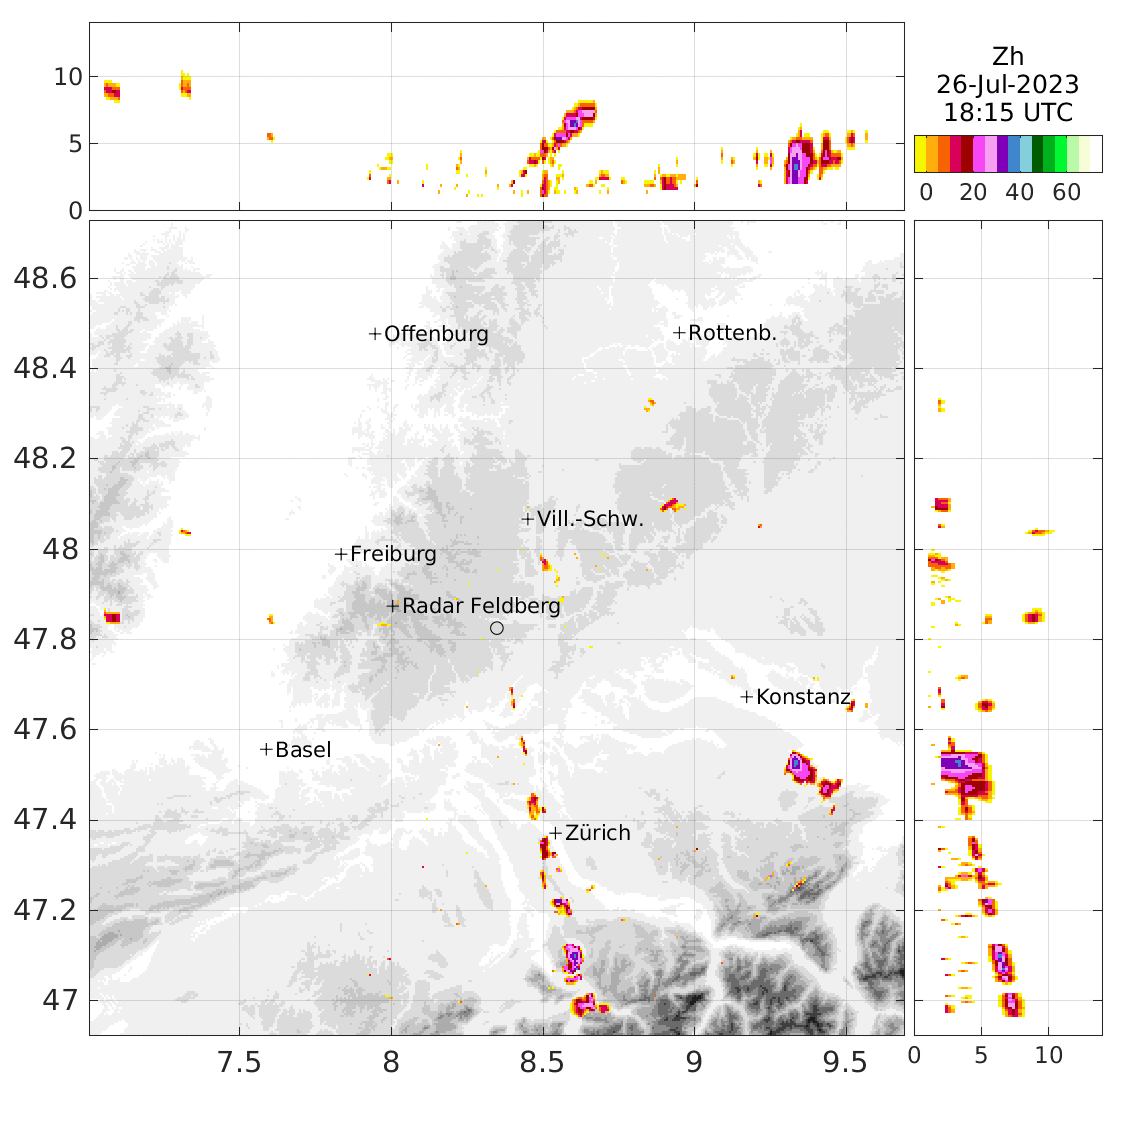 Zh
26-Jul-2023
18:15 UTC
10
5
0
0
20
40
60
48.6
48.4
48.2
48
47.8
47.6
47.4
47.2
47
+Offenburg
+Rottenb.
+Vill.-Schw.
+Freiburg
+Radar Feldberg
+Konstanz
+Basel
+Zürich
7.5
8
8.5
9
9.5
0
5
10